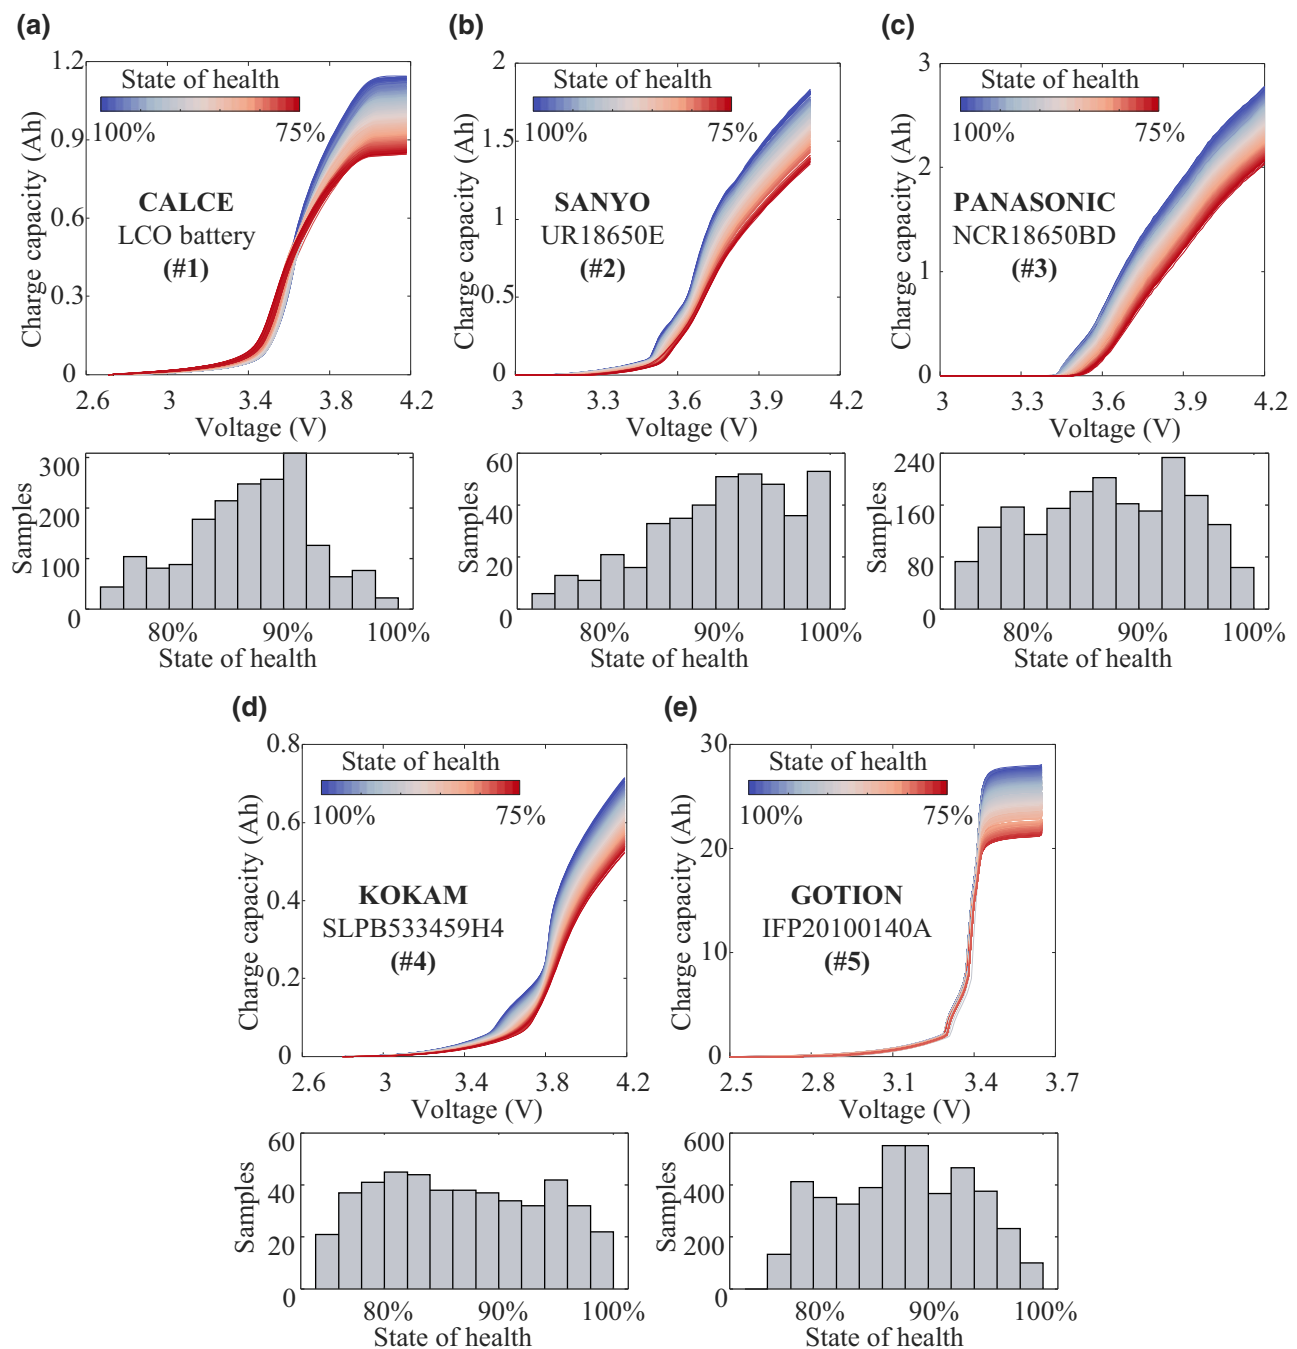 (a)
1.2
0.9
0.6
0.3
0
Charge capacity (Ah)
State of health
100% 75%
CALCE
LCO battery
(#1)
2.6 3 3.4 3.8 4.2
Voltage (V)
300
200
100
0
Samples
80% 90% 100%
State of health
(b)
2
1.5
1
0.5
0
Charge capacity (Ah)
State of health
100% 75%
SANYO
UR18650E
(#2)
3 3.3 3.6 3.9 4.2
Voltage (V)
60
40
20
0
Samples
80% 90% 100%
State of health
(c)
3
2
1
0
Charge capacity (Ah)
State of health
100% 75%
PANASONIC
NCR18650BD
(#3)
3 3.3 3.6 3.9 4.2
Voltage (V)
240
160
80
0
Samples
80% 90% 100%
State of health
(d)
0.8
0.6
0.4
0.2
0
Charge capacity (Ah)
State of health
100% 75%
KOKAM
SLPB533459H4
(#4)
2.6 3 3.4 3.8 4.2
Voltage (V)
60
40
20
0
Samples
80% 90% 100%
State of health
(e)
30
20
10
0
Charge capacity (Ah)
State of health
100% 75%
GOTION
IFP20100140A
(#5)
2.5 2.8 3.1 3.4 3.7
Voltage (V)
600
400
200
0
Samples
80% 90% 100%
State of health